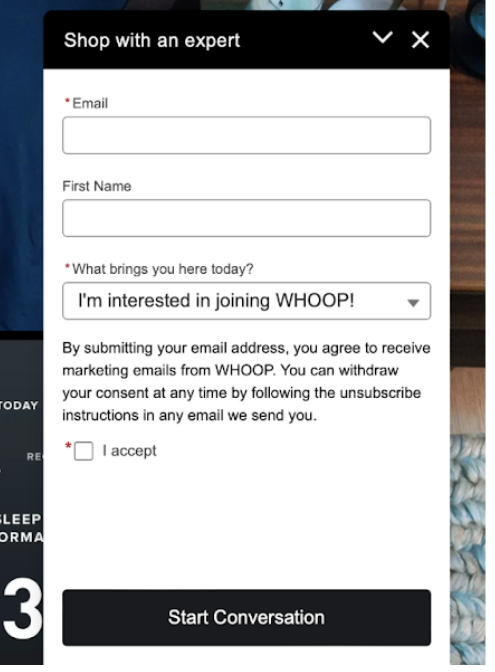 Shop with an expert
*Email
First Name
*What brings you here today?
I'm interested in joining WHOOP!
By submitting your email address, you agree to receive
marketing emails from WHOOP. You can withdraw
your consent at any time by following the unsubscribe
instructions in any email we send you.
* I accept
TODAY
SLEEP
3
Start Conversation